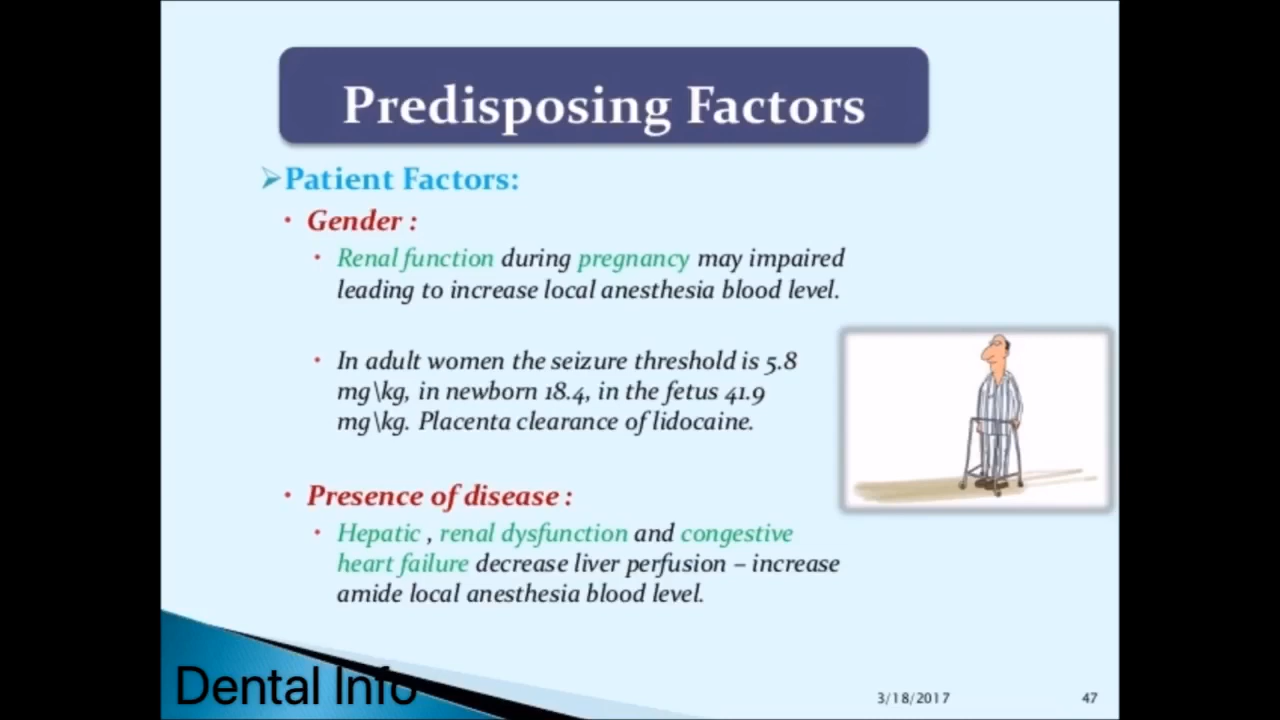 Predisposing Factors
Patient Factors:
Gender :
Renal function during pregnancy may impaired
leading to increase local anesthesia blood level.
In adult women the seizure threshold is 5.8
mg\kg, in newborn 18.4, in the fetus 41.9
mg\kg. Placenta clearance of lidocaine.
Presence of disease :
Hepatic , renal dysfunction and congestive
heart failure decrease liver perfusion – increase
amide local anesthesia blood level.
Dental Info
3/18/2017
47